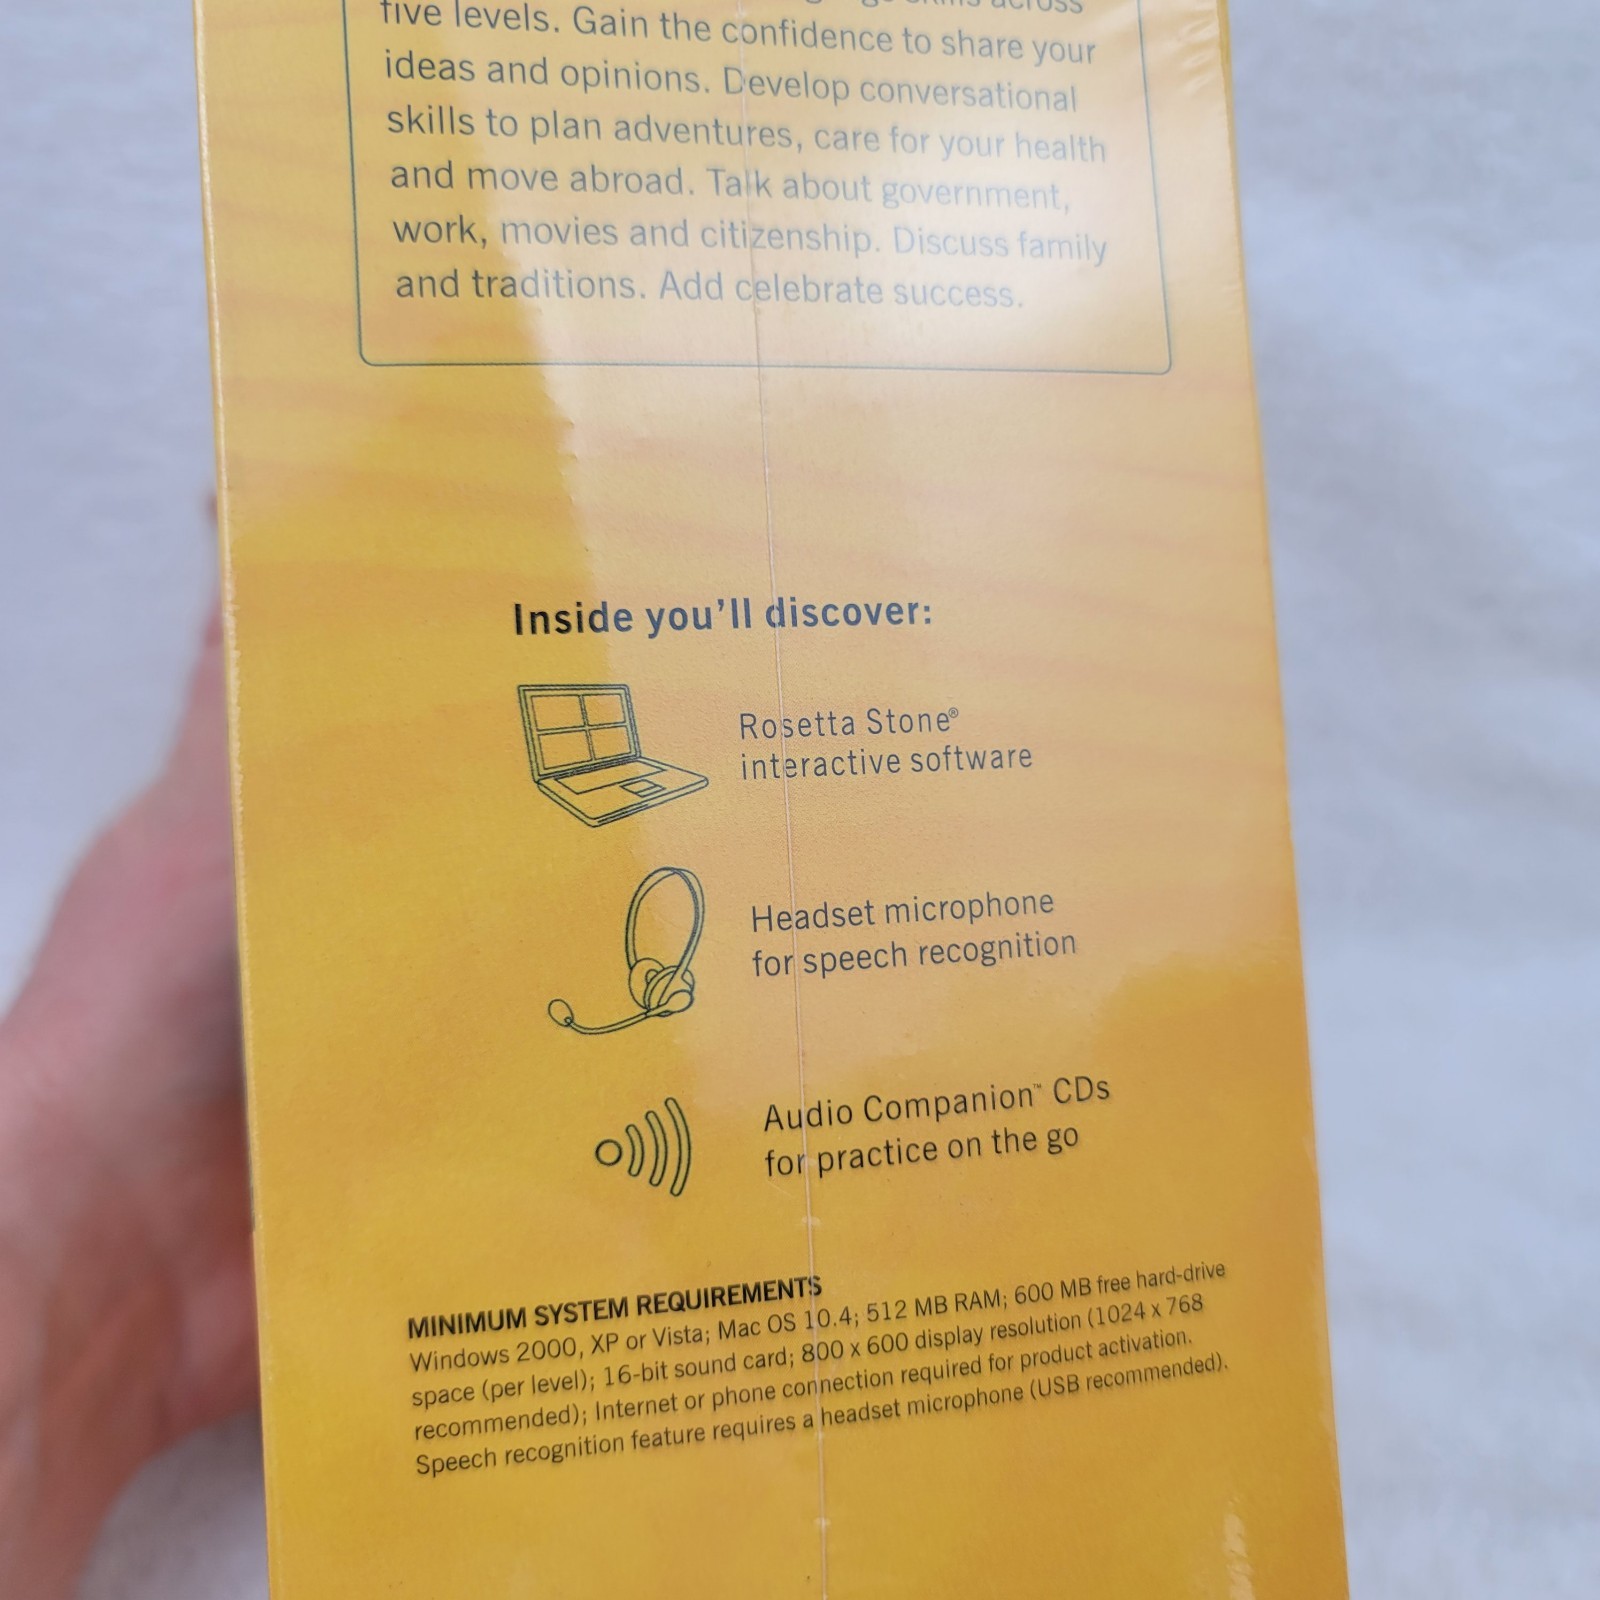 skills across
five levels. Gain the confidence to share your
ideas and opinions. Develop conversational
skills to plan adventures, care for your health
and move abroad. Talk about government,
work, movies and citizenship. Discuss family
and traditions. Add celebrate success.
Inside you'll discover:
Rosetta Stone®
interactive software
Headset microphone
for speech recognition
Audio Companion™ CDs
for practice on the go
MINIMUM SYSTEM REQUIREMENTS
Windows 2000, XP or Vista; Mac OS 10.4; 512 MB RAM; 600 MB free hard-drive
space (per level); 16-bit sound card; 800 x 600 display resolution (1024 x 768
recommended); Internet or phone connection required for product activation.
Speech recognition feature requires a headset microphone (USB recommended).